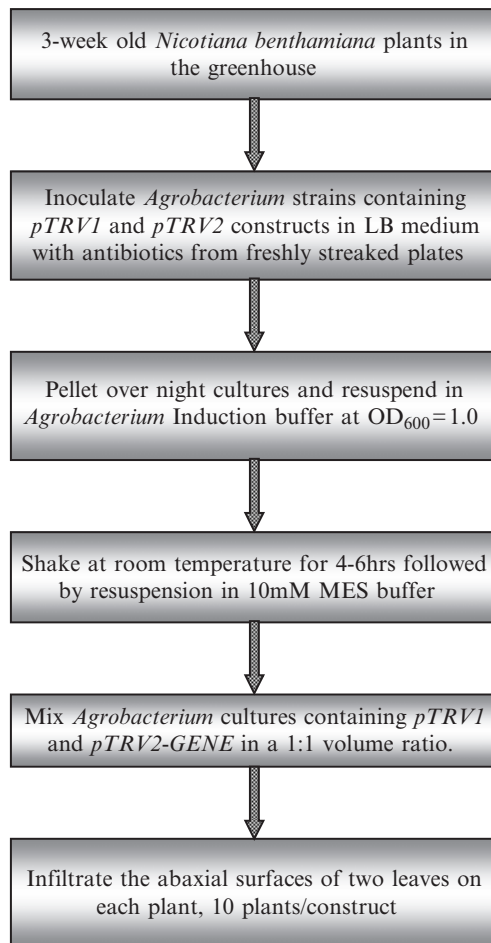 3-week old Nicotiana benthamiana plants in
the greenhouse
Inoculate Agrobacterium strains containing
pTRV1 and pTRV2 constructs in LB medium
with antibiotics from freshly streaked plates
Pellet over night cultures and resuspend in
Agrobacterium Induction buffer at OD600=1.0
Shake at room temperature for 4-6hrs followed
by resuspension in 10mM MES buffer
Mix Agrobacterium cultures containing pTRV1
and pTRV2-GENE in a 1:1 volume ratio.
Infiltrate the abaxial surfaces of two leaves on
each plant, 10 plants/construct